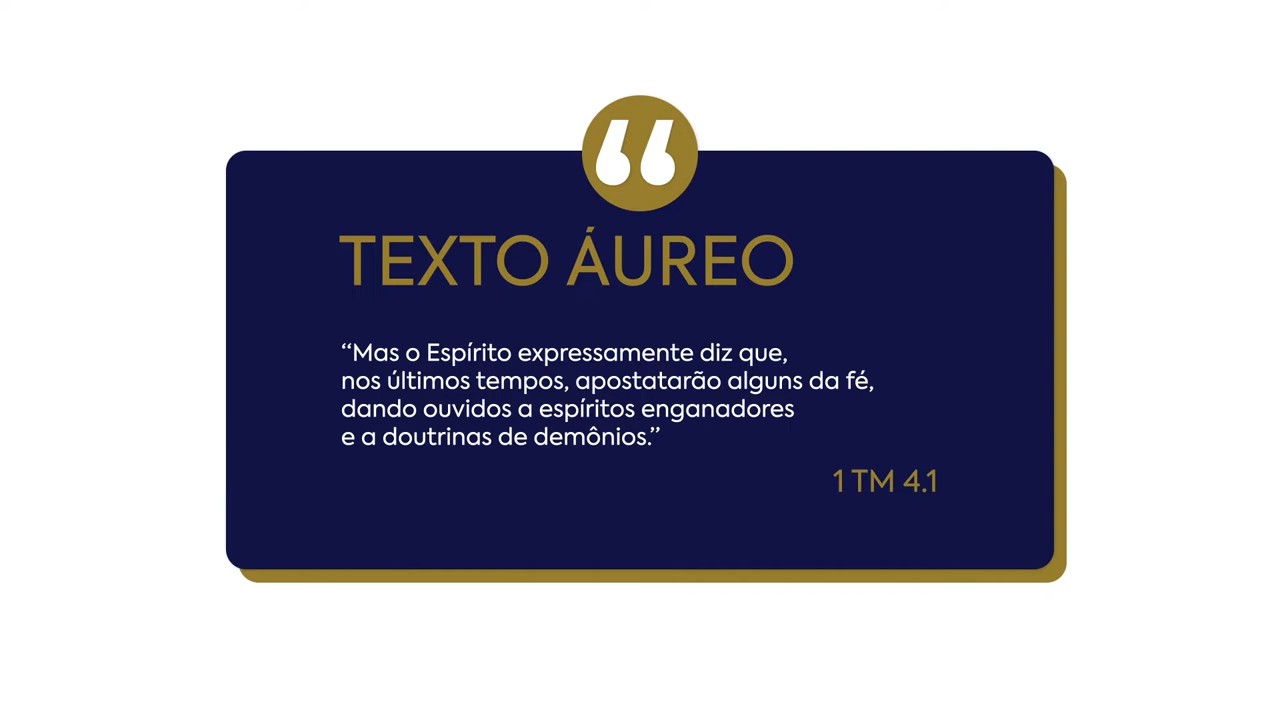 “
TEXTO ÁUREO
“Mas o Espírito expressamente diz que,
nos últimos tempos, apostatarão alguns da fé,
dando ouvidos a espíritos enganadores
e a doutrinas de demônios.”
1 TM 4.1